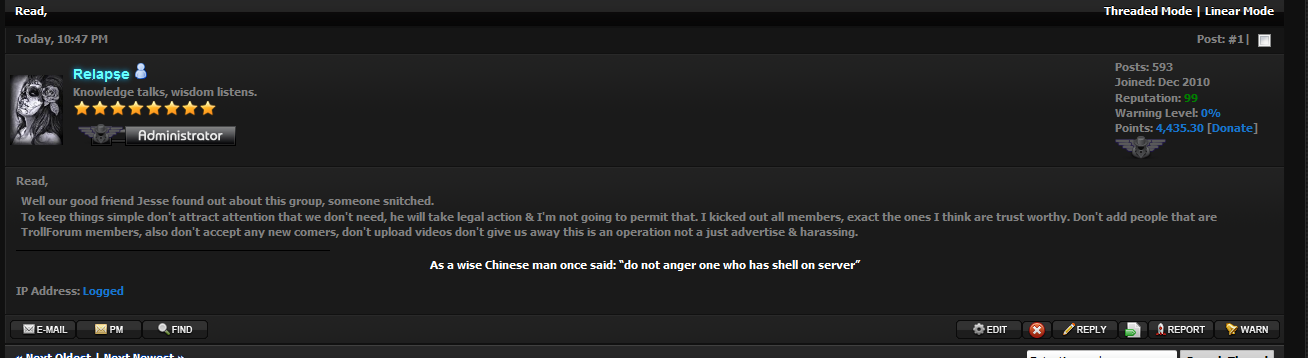 Read,
Threaded Mode | Linear Mode
Today, 10:47 PM
Post: #1|
Relapse
Knowledge talks, wisdom listens.
Administrator
Posts: 593
Joined: Dec 2010
Reputation: 99
Warning Level: 0%
Points: 4,435.30 [Donate]
Read,
Well our good friend Jesse found out about this group, someone snitched.
To keep things simple don't attract attention that we don't need, he will take legal action & I'm not going to permit that. I kicked out all members, exact the ones I think are trust worthy. Don't add people that are
TrollForum members, also don't accept any new comers, don't upload videos don't give us away this is an operation not a just advertise & harassing.
As a wise Chinese man once said: “do not anger one who has shell on server”
IP Address: Logged
E-MAIL
PM
FIND
EDIT
REPLY
REPORT
WARN
« Next Oldest | Next Newest »